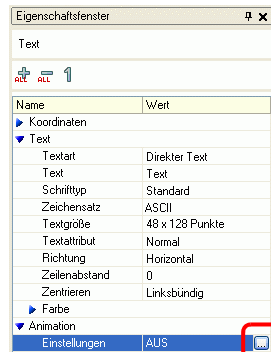 Eigenschaftsfenster
Text
ALL ALL 1
Name Wert
Koordinaten
Text
Textart Direkter Text
Text Text
Schrifttyp Standard
Zeichensatz ASCII
Textgröße 48 x 128 Punkte
Textattribut Normal
Richtung Horizontal
Zeilenabstand 0
Zentrieren Linksbündig
Farbe
Animation
Einstellungen AUS ...